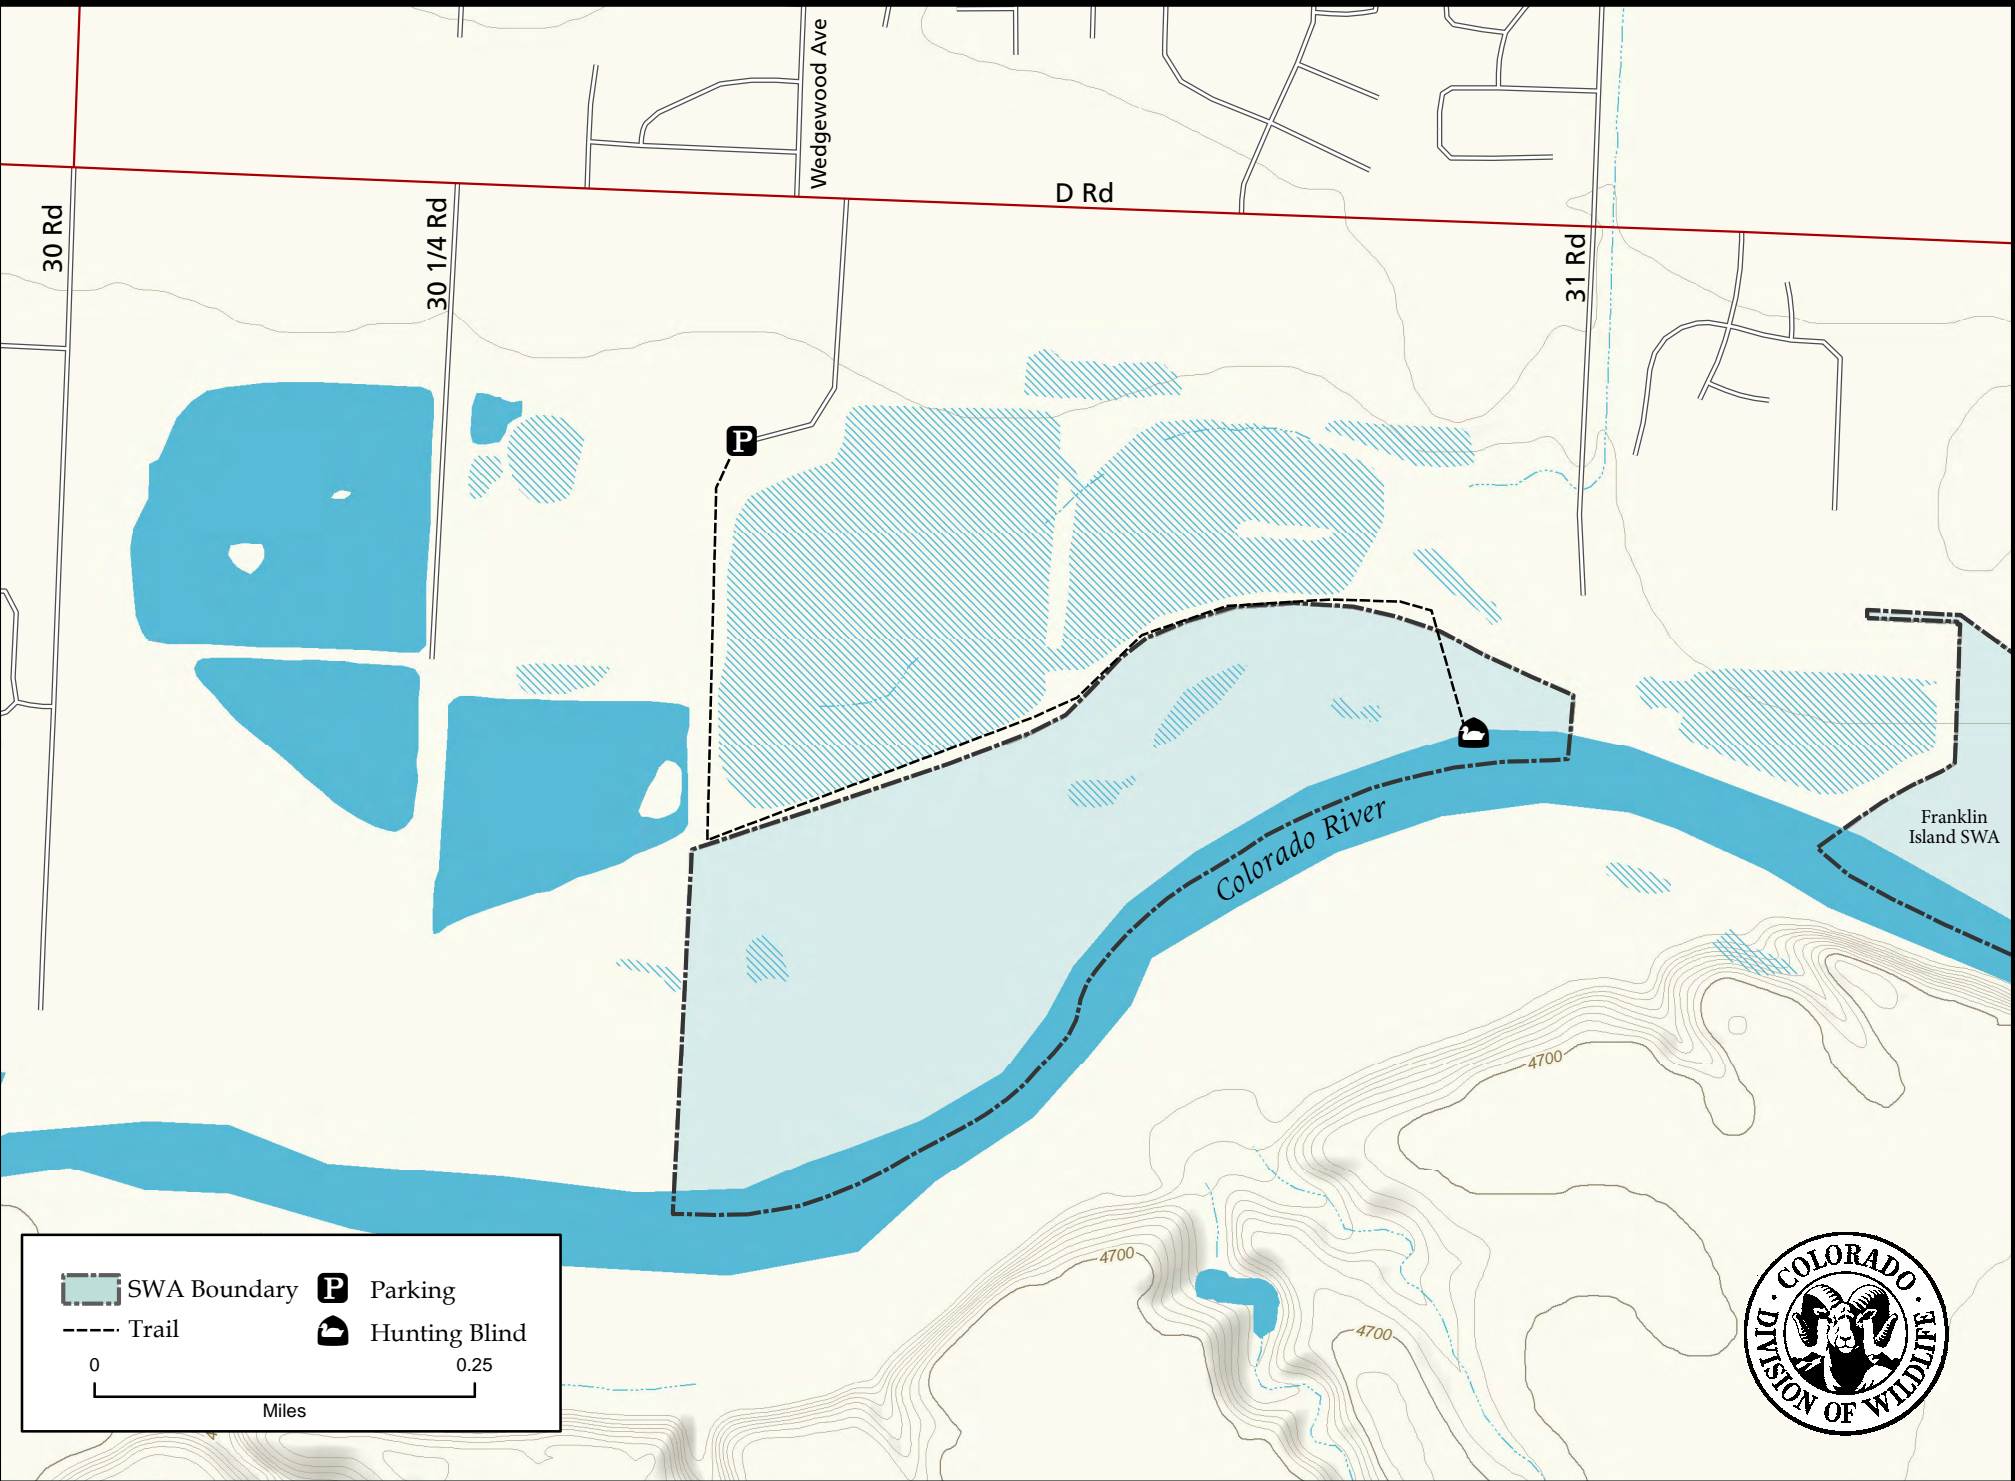 Wedgewood Ave
D Rd
30 Rd
30 1/4 Rd
31 Rd
P
Colorado River
Franklin
Island SWA
4700
4700
4700
SWA Boundary
P Parking
Trail
Hunting Blind
0 0.25
Miles
· COLORADO ·
DIVISION OF WILDLIFE